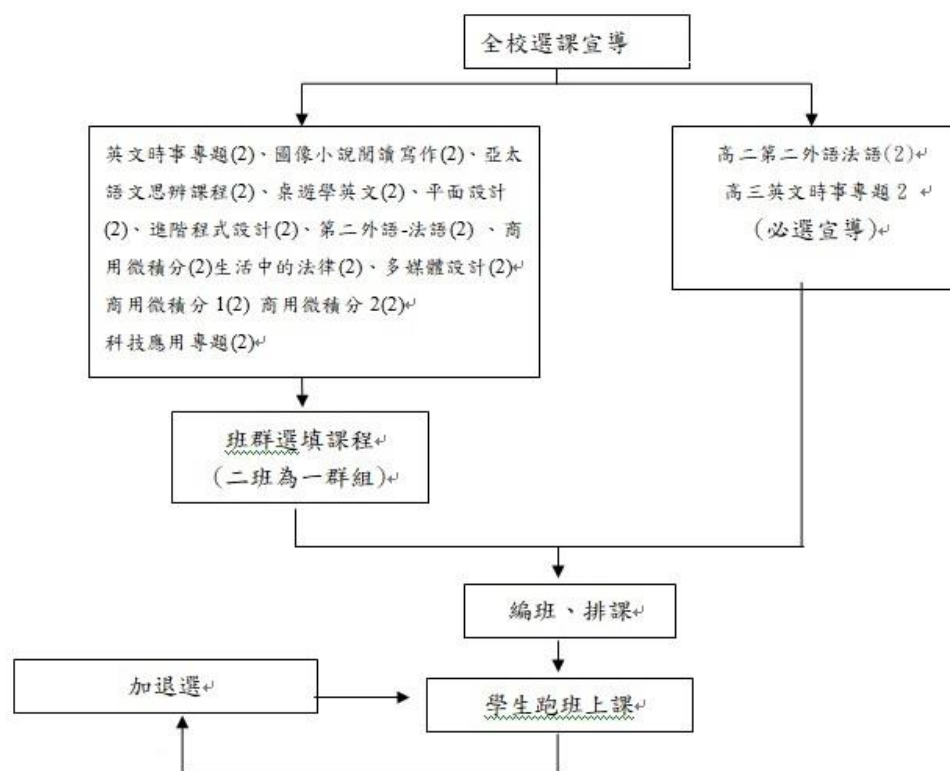 全校選課宣導
英文時事專題(2)、圖像小說閱讀寫作(2)、亞太
語文思辨課程(2)、桌遊學英文(2)、平面設計
(2)、進階程式設計(2)、第二外語-法語(2) 、商
用微積分(2)生活中的法律(2)、多媒體設計(2)↵
商用微積分 1(2) 商用微積分 2(2)↵
科技應用專題(2)↵
高二第二外語法語(2)↵
高三英文時事專題 2 ↵
(必選宣導)↵
班群選填課程↵
(二班為一群組)↵
編班、排課↵
加退選↵
學生跑班上課↵